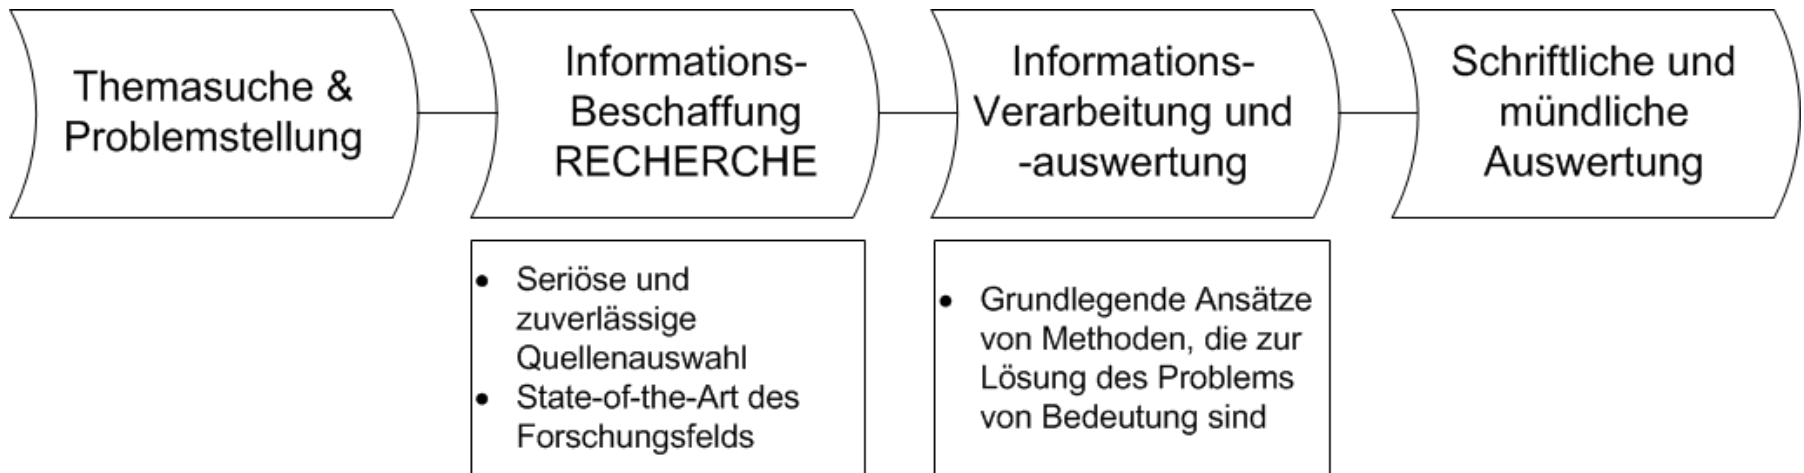 Themasuche &
Problemstellung
Informations-
Beschaffung
RECHERCHE
Informations-
Verarbeitung und
-auswertung
Schriftliche und
mündliche
Auswertung
• Seriöse und
zuverlässige
Quellenauswahl
• State-of-the-Art des
Forschungsfelds
• Grundlegende Ansätze
von Methoden, die zur
Lösung des Problems
von Bedeutung sind